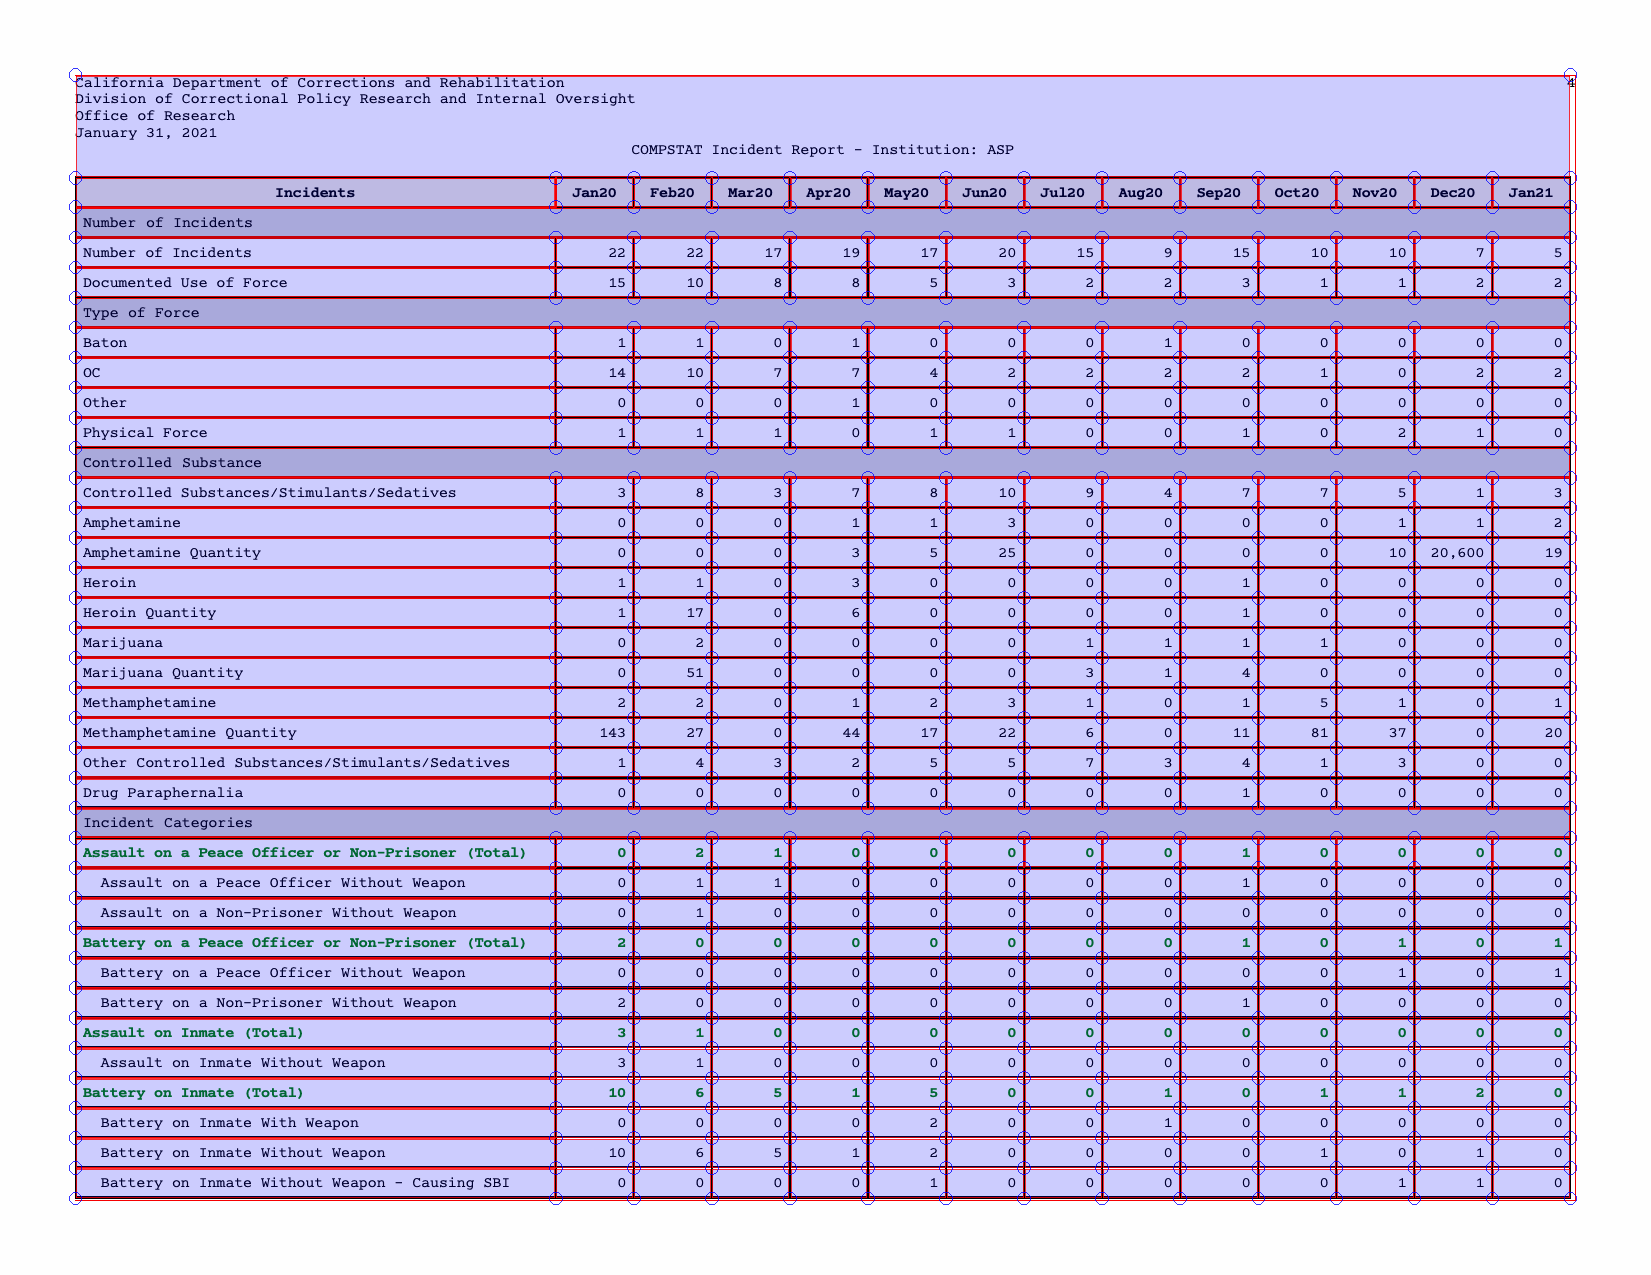 California Department of Corrections and Rehabilitation 4
Division of Correctional Policy Research and Internal Oversight
Office of Research
January 31, 2021
COMPSTAT Incident Report - Institution: ASP
Incidents Jan20 Feb20 Mar20 Apr20 May20 Jun20 Jul20 Aug20 Sep20 Oct20 Nov20 Dec20 Jan21
Number of Incidents
Number of Incidents 22 22 17 19 17 20 15 9 15 10 10 7 5
Documented Use of Force 15 10 8 8 5 3 2 2 3 1 1 2 2
Type of Force
Baton 1 1 0 1 0 0 0 1 0 0 0 0 0
OC 14 10 7 7 4 2 2 2 2 1 0 2 2
Other 0 0 0 1 0 0 0 0 0 0 0 0 0
Physical Force 1 1 1 0 1 1 0 0 1 0 2 1 0
Controlled Substance
Controlled Substances/Stimulants/Sedatives 3 8 3 7 8 10 9 4 7 7 5 1 3
Amphetamine 0 0 0 1 1 3 0 0 0 0 1 1 2
Amphetamine Quantity 0 0 0 3 5 25 0 0 0 0 10 20,600 19
Heroin 1 1 0 3 0 0 0 0 1 0 0 0 0
Heroin Quantity 1 17 0 6 0 0 0 0 1 0 0 0 0
Marijuana 0 2 0 0 0 0 1 1 1 1 0 0 0
Marijuana Quantity 0 51 0 0 0 0 3 1 4 0 0 0 0
Methamphetamine 2 2 0 1 2 3 1 0 1 5 1 0 1
Methamphetamine Quantity 143 27 0 44 17 22 6 0 11 81 37 0 20
Other Controlled Substances/Stimulants/Sedatives 1 4 3 2 5 5 7 3 4 1 3 0 0
Drug Paraphernalia 0 0 0 0 0 0 0 0 1 0 0 0 0
Incident Categories
Assault on a Peace Officer or Non-Prisoner (Total) 0 2 1 0 0 0 0 0 1 0 0 0 0
Assault on a Peace Officer Without Weapon 0 1 1 0 0 0 0 0 1 0 0 0 0
Assault on a Non-Prisoner Without Weapon 0 1 0 0 0 0 0 0 0 0 0 0 0
Battery on a Peace Officer or Non-Prisoner (Total) 2 0 0 0 0 0 0 0 1 0 1 0 1
Battery on a Peace Officer Without Weapon 0 0 0 0 0 0 0 0 0 0 1 0 1
Battery on a Non-Prisoner Without Weapon 2 0 0 0 0 0 0 0 1 0 0 0 0
Assault on Inmate (Total) 3 1 0 0 0 0 0 0 0 0 0 0 0
Assault on Inmate Without Weapon 3 1 0 0 0 0 0 0 0 0 0 0 0
Battery on Inmate (Total) 10 6 5 1 5 0 0 1 0 1 1 2 0
Battery on Inmate With Weapon 0 0 0 0 2 0 0 1 0 0 0 0 0
Battery on Inmate Without Weapon 10 6 5 1 2 0 0 0 0 1 0 1 0
Battery on Inmate Without Weapon - Causing SBI 0 0 0 0 1 0 0 0 0 0 1 1 0